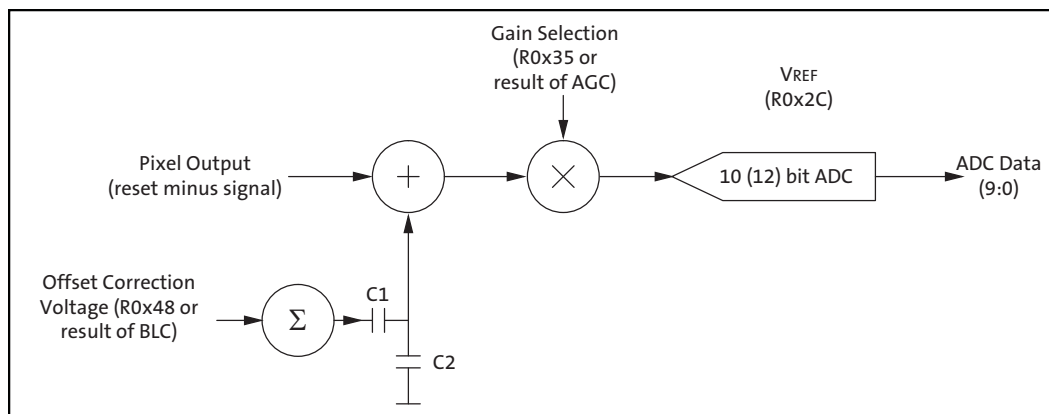 Gain Selection
(R0x35 or
result of AGC)
VREF
(R0x2C)
Pixel Output
(reset minus signal)
+
×
10 (12) bit ADC
ADC Data
(9:0)
Offset Correction
Voltage (R0x48 or
result of BLC)
Σ
C1
C2